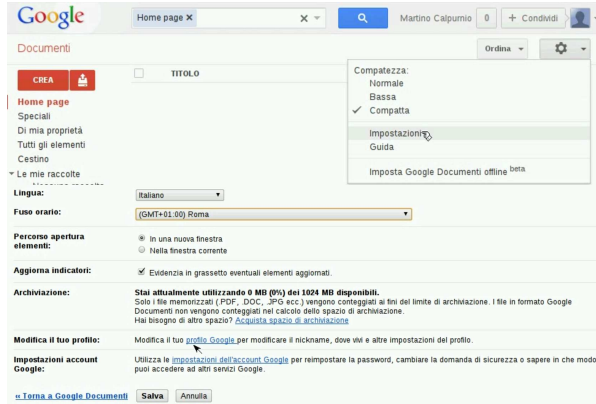 Google
Home page × ×
Martino Calpurnio 0 + Condividi
Documenti
Ordina
CREA
TITOLO
Compatezza:
Normale
Bassa
✓ Compatta
Impostazioni
Guida
Imposta Google Documenti offline beta
Home page
Speciali
Di mia proprietà
Tutti gli elementi
Cestino
Le mie raccolte
Lingua:
Italiano
Fuso orario:
(GMT+01:00) Roma
Percorso apertura
elementi:
In una nuova finestra
Nella finestra corrente
Aggiorna indicatori:
Evidenzia in grassetto eventuali elementi aggiornati.
Archiviazione:
Stai attualmente utilizzando 0 MB (0%) dei 1024 MB disponibili.
Solo i file memorizzati (.PDF, .DOC, .JPG ecc.) vengono conteggiati ai fini del limite di archiviazione. I file in formato Google
Documenti non vengono conteggiati nel calcolo dello spazio di archiviazione.
Hai bisogno di altro spazio? Acquista spazio di archiviazione
Modifica il tuo profilo:
Modifica il tuo profilo Google per modificare il nickname, dove vivi e altre impostazioni del profilo.
Impostazioni account
Google:
Utilizza le impostazioni dell'account Google per reimpostare la password, cambiare la domanda di sicurezza o sapere in che modo
puoi accedere ad altri servizi Google.
« Torna a Google Documenti
Salva
Annulla